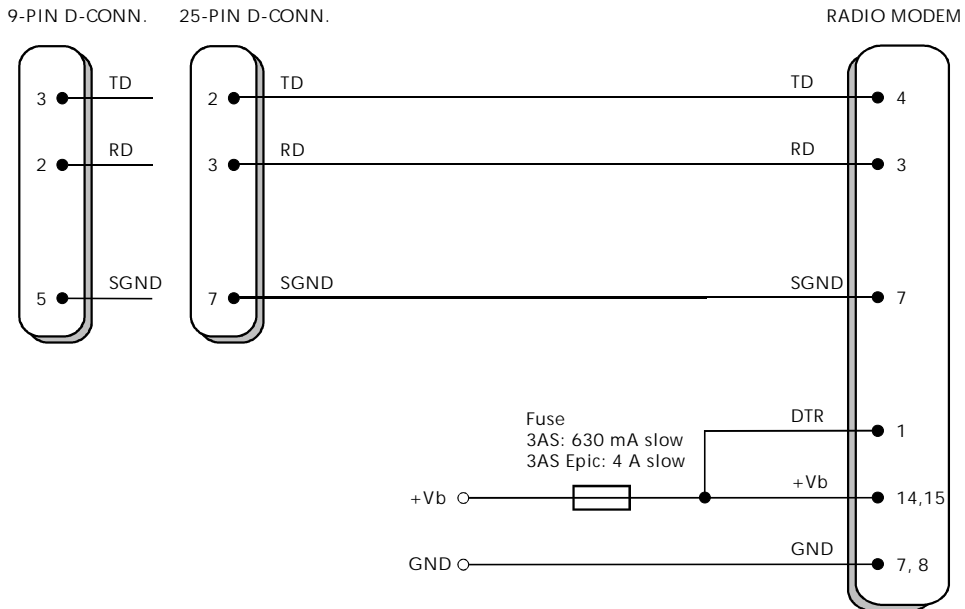 9-PIN D-CONN. 25-PIN D-CONN. RADIO MODEM
3 TD 2 TD TD 4
2 RD 3 RD RD 3
5 SGND 7 SGND SGND 7
Fuse
3AS: 630 mA slow
3AS Epic: 4 A slow
DTR 1
+Vb +Vb 14,15
GND GND 7, 8